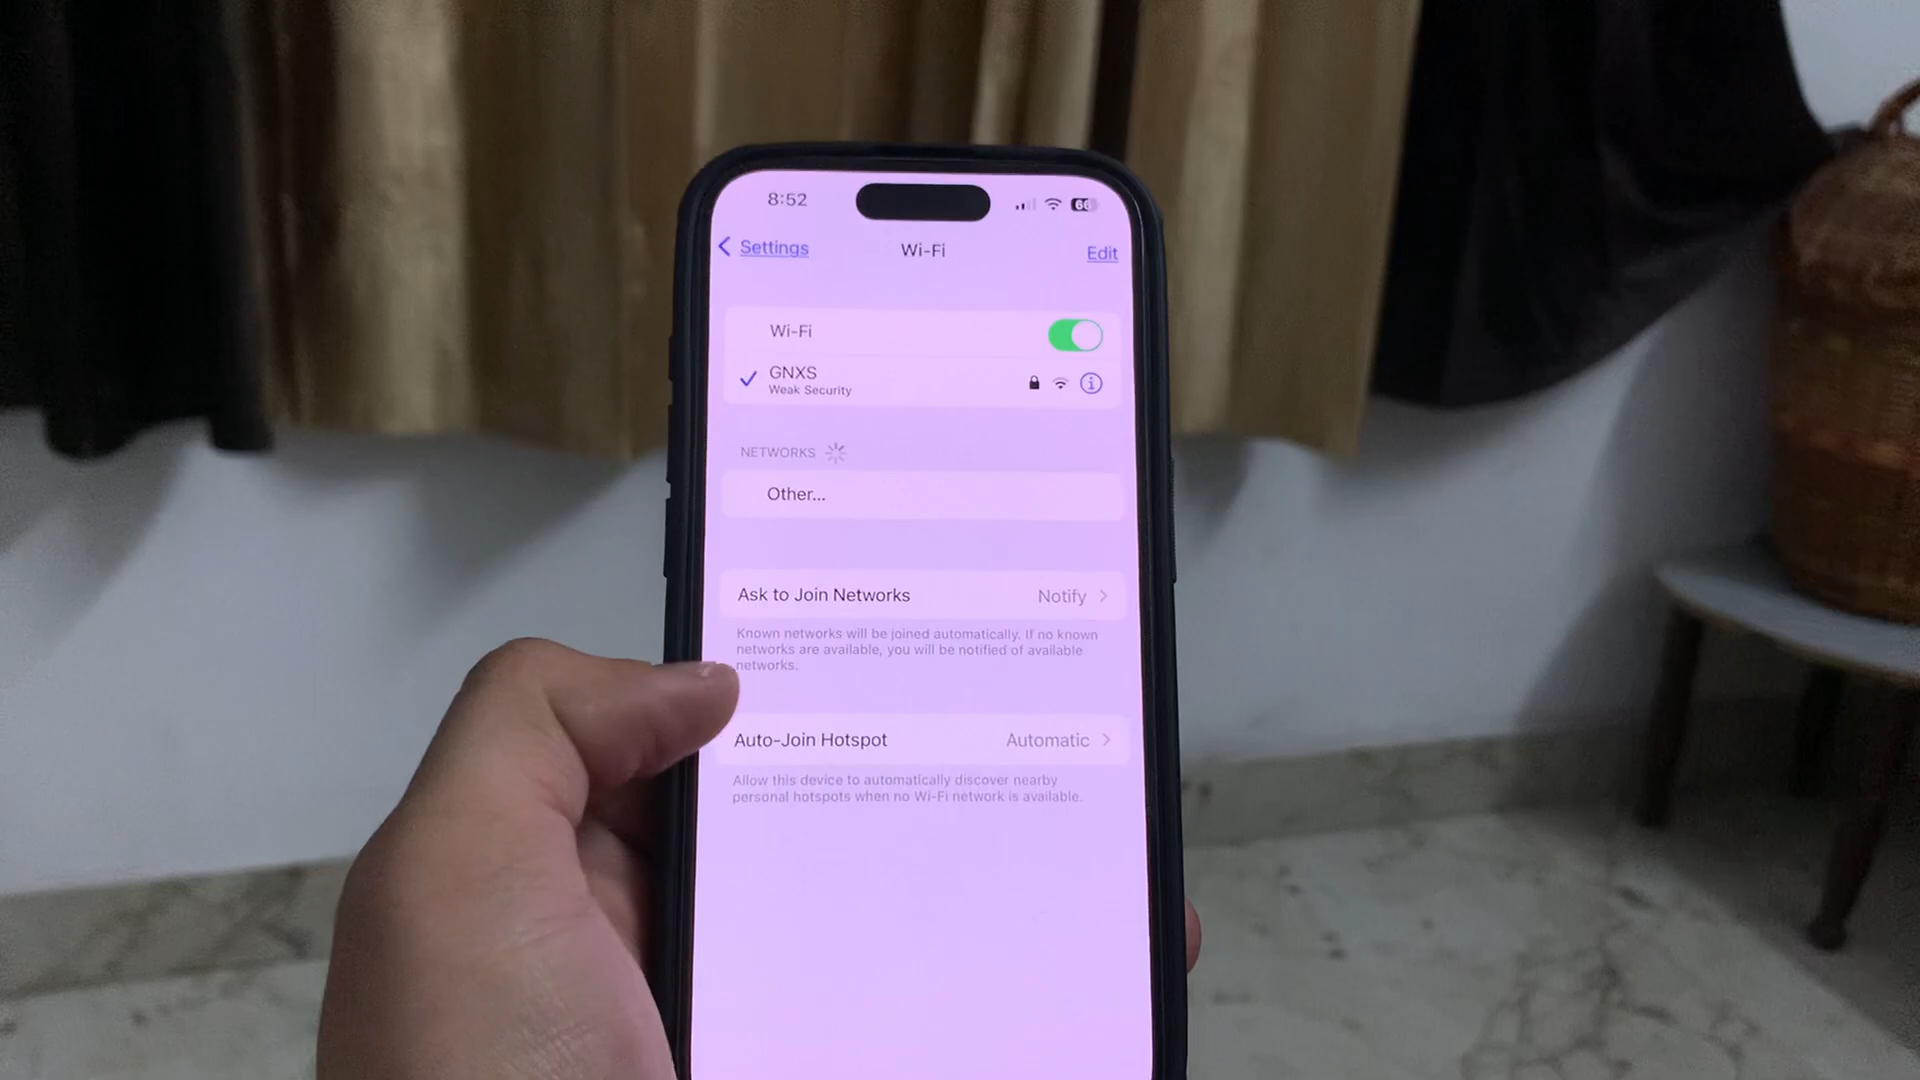 8:52
66
Settings
Wi-Fi
Edit
Wi-Fi
GNXS
Weak Security
NETWORKS
Other...
Ask to Join Networks
Notify
Known networks will be joined automatically. If no known
networks are available, you will be notified of available
networks.
Auto-Join Hotspot
Automatic
Allow this device to automatically discover nearby
personal hotspots when no Wi-Fi network is available.